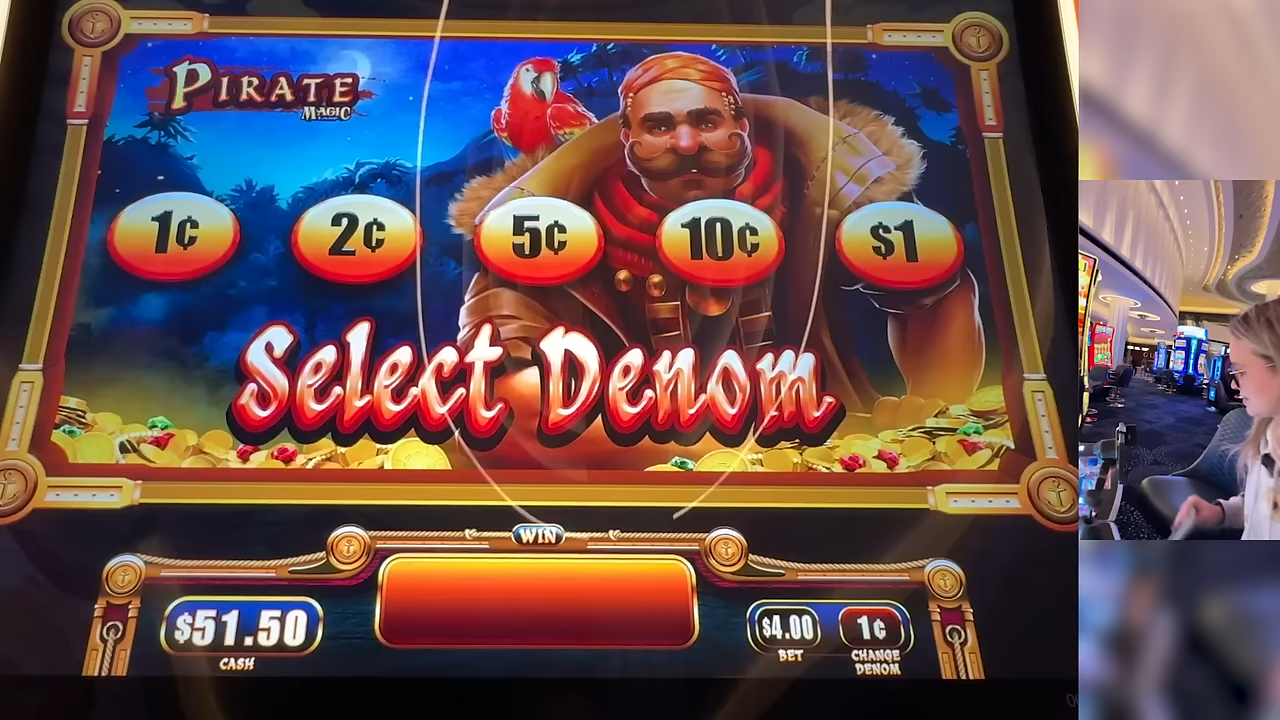 PIRATE
MAGIC
1¢
2¢
5¢
10¢
$1
Select Denom
WIN
$51.50
CASH
$4.00
BET
1¢
CHANGE
DENOM